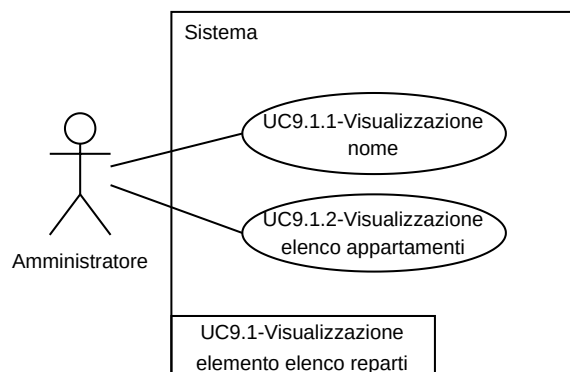 Sistema
UC9.1.1-Visualizzazione
nome
UC9.1.2-Visualizzazione
elenco appartamenti
Amministratore
UC9.1-Visualizzazione
elemento elenco reparti